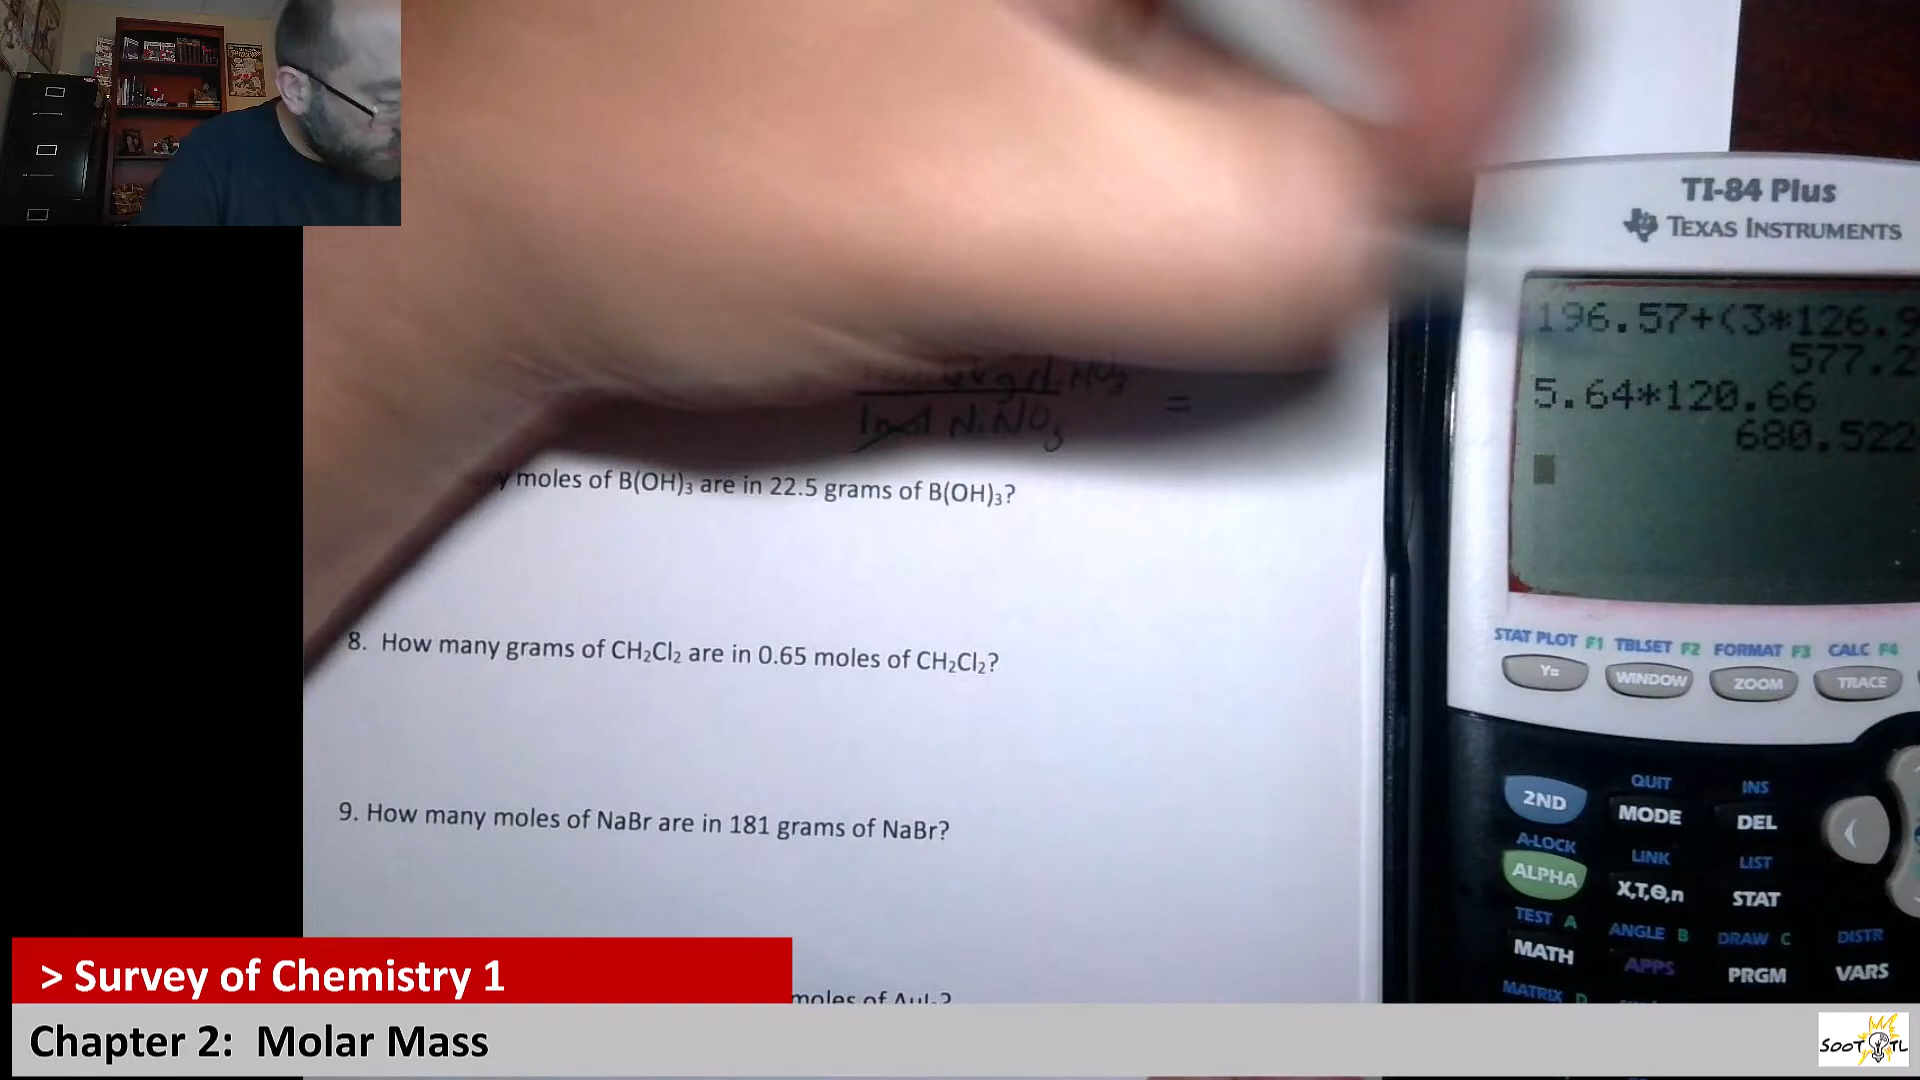 TI-84 Plus
TEXAS INSTRUMENTS
196.57+(3*126.9
577.2
5.64*120.66
680.522
=
NiNO₃
moles of B(OH)₃ are in 22.5 grams of B(OH)₃?
8. How many grams of CH₂Cl₂ are in 0.65 moles of CH₂Cl₂?
9. How many moles of NaBr are in 181 grams of NaBr?
STAT PLOT F1 TBLSET F2 FORMAT F3 CALC F4
Y= WINDOW ZOOM TRACE
QUIT INS
2ND MODE DEL
A-LOCK LINK LIST
ALPHA X,T,Θ,n STAT
TEST A ANGLE B DRAW C DISTR
MATH APPS PRGM VARS
MATRIX D
> Survey of Chemistry 1
Chapter 2: Molar Mass
SOOT TL